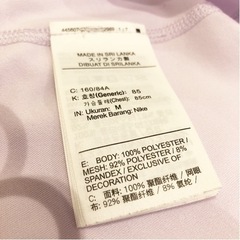 MADE IN SRI LANKA
スリランカ製
DIBUAT DI SRILANKA
C: 160/84A
K: 호칭(Generic): 85
가슴둘레(Chest): 85cm
IN: Ukuran: M
Merek Barang: Nike
E: BODY: 100% POLYESTER /
MESH: 92% POLYESTER / 8%
SPANDEX / EXCLUSIVE OF
DECORATION
C: 面料: 100% 聚酯纤维 / 网眼
布: 92% 聚酯纤维 / 8% 氨纶 /